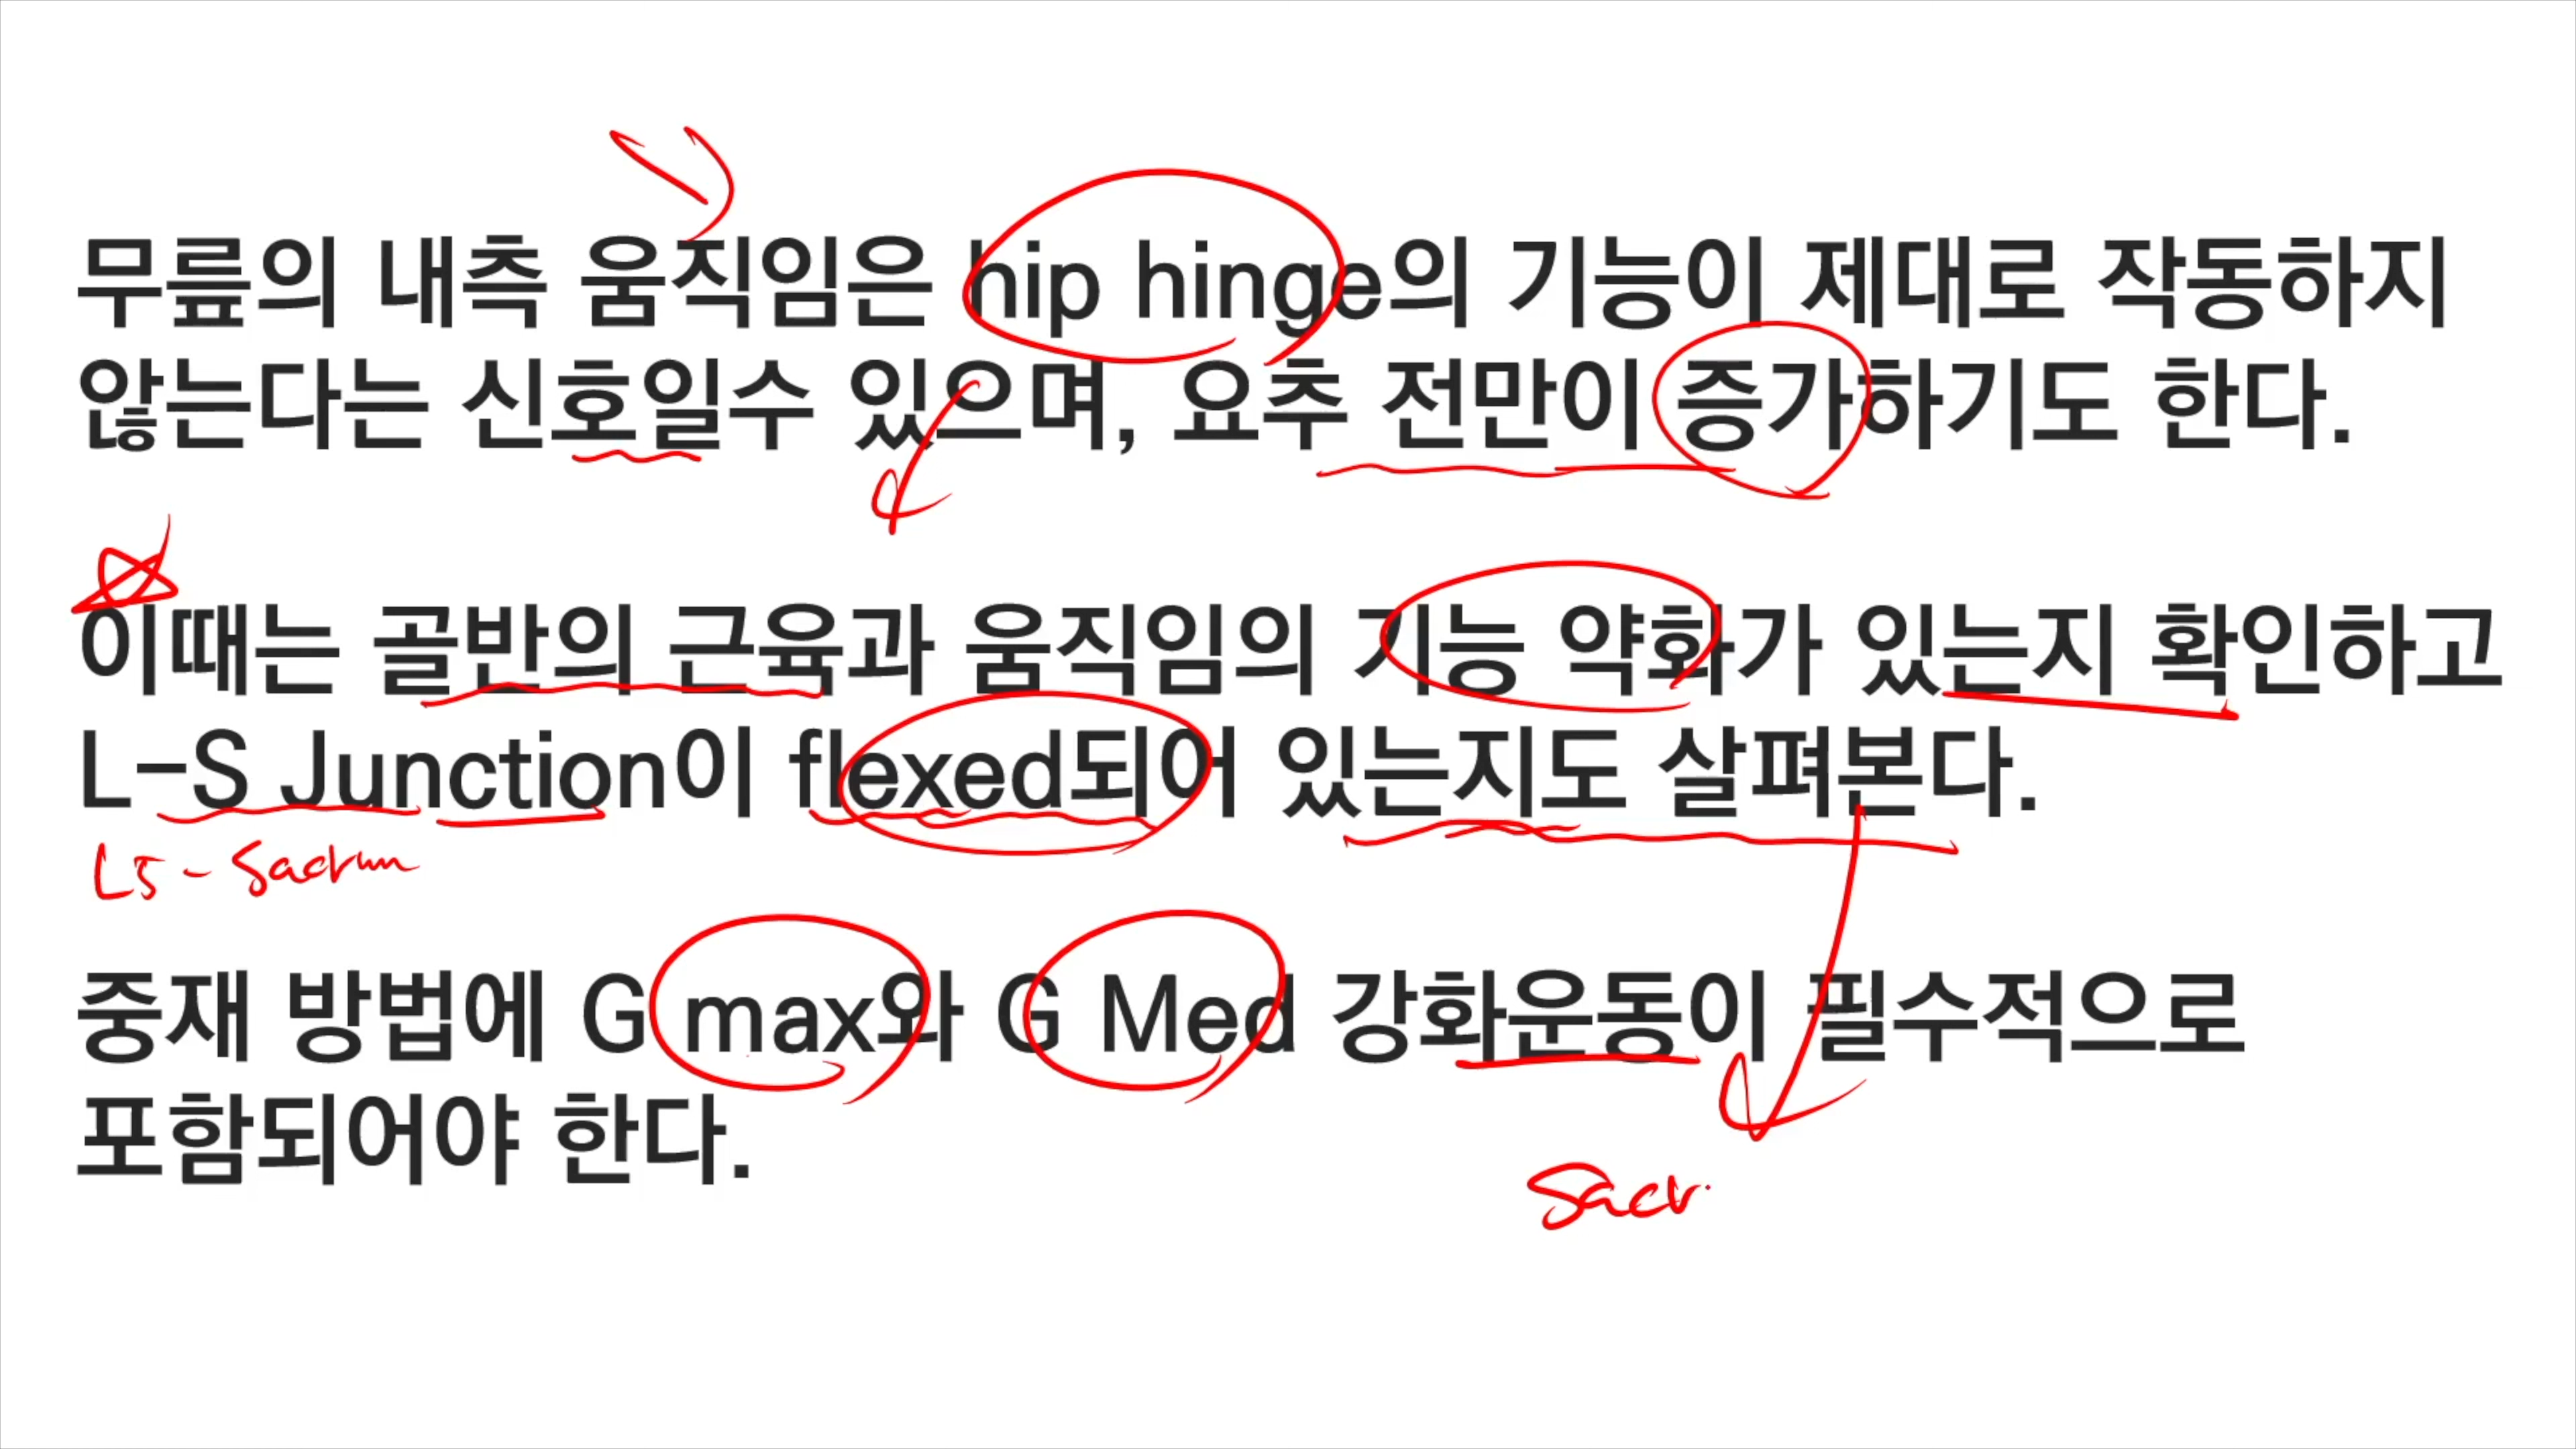 무릎의 내측 움직임은 hip hinge의 기능이 제대로 작동하지
않는다는 신호일수 있으며, 요추 전만이 증가하기도 한다.
이때는 골반의 근육과 움직임의 기능 약화가 있는지 확인하고
L-S Junction이 flexed되어 있는지도 살펴본다.
L5 - Sacrum
중재 방법에 G max와 G Med 강화운동이 필수적으로
포함되어야 한다.
Sacr